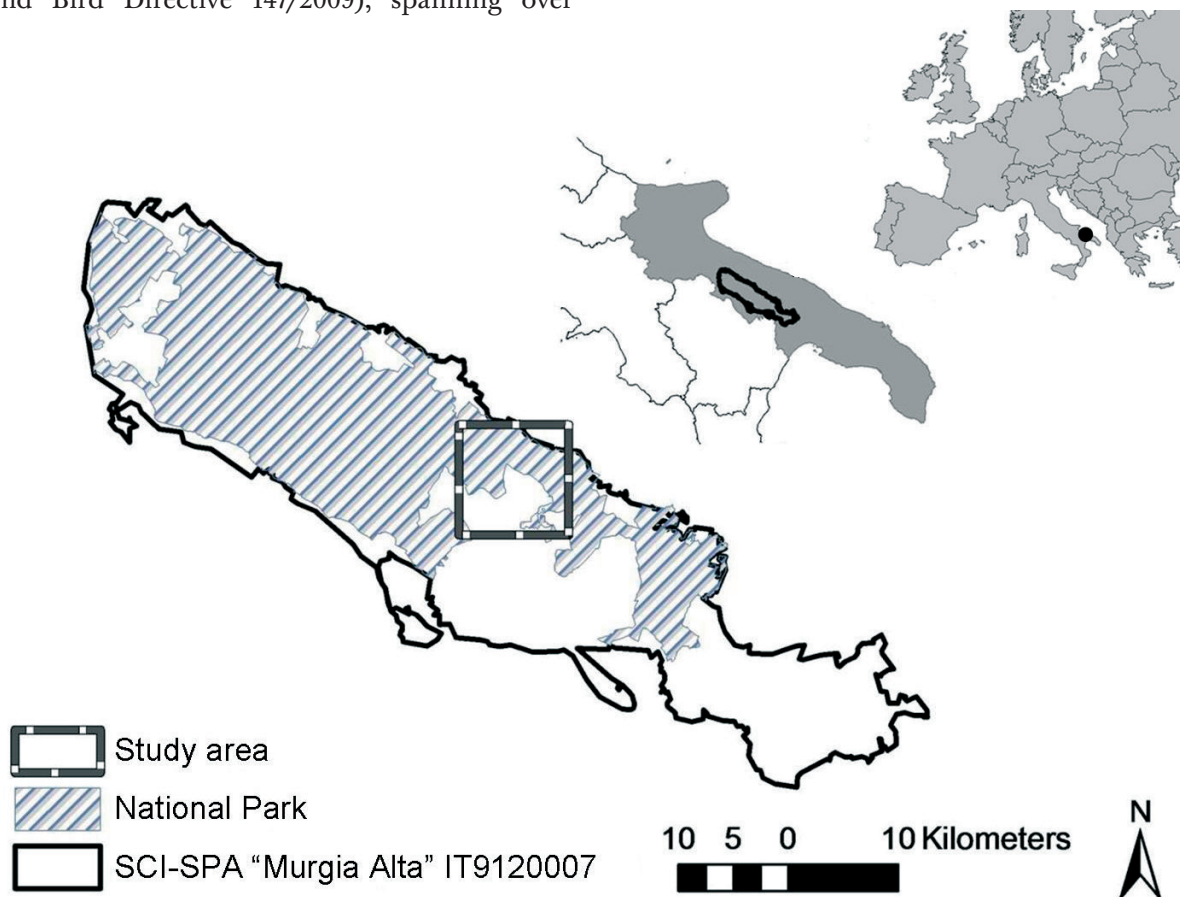 nd Bird Directive 147/2009), spanning over
Study area
National Park
SCI-SPA “Murgia Alta” IT9120007
10 5 0 10 Kilometers
N